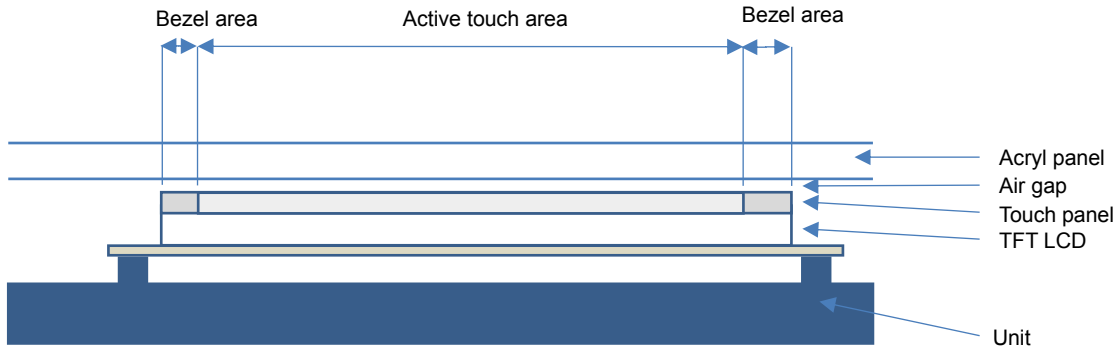 Bezel area
Active touch area
Bezel area
Acryl panel
Air gap
Touch panel
TFT LCD
Unit